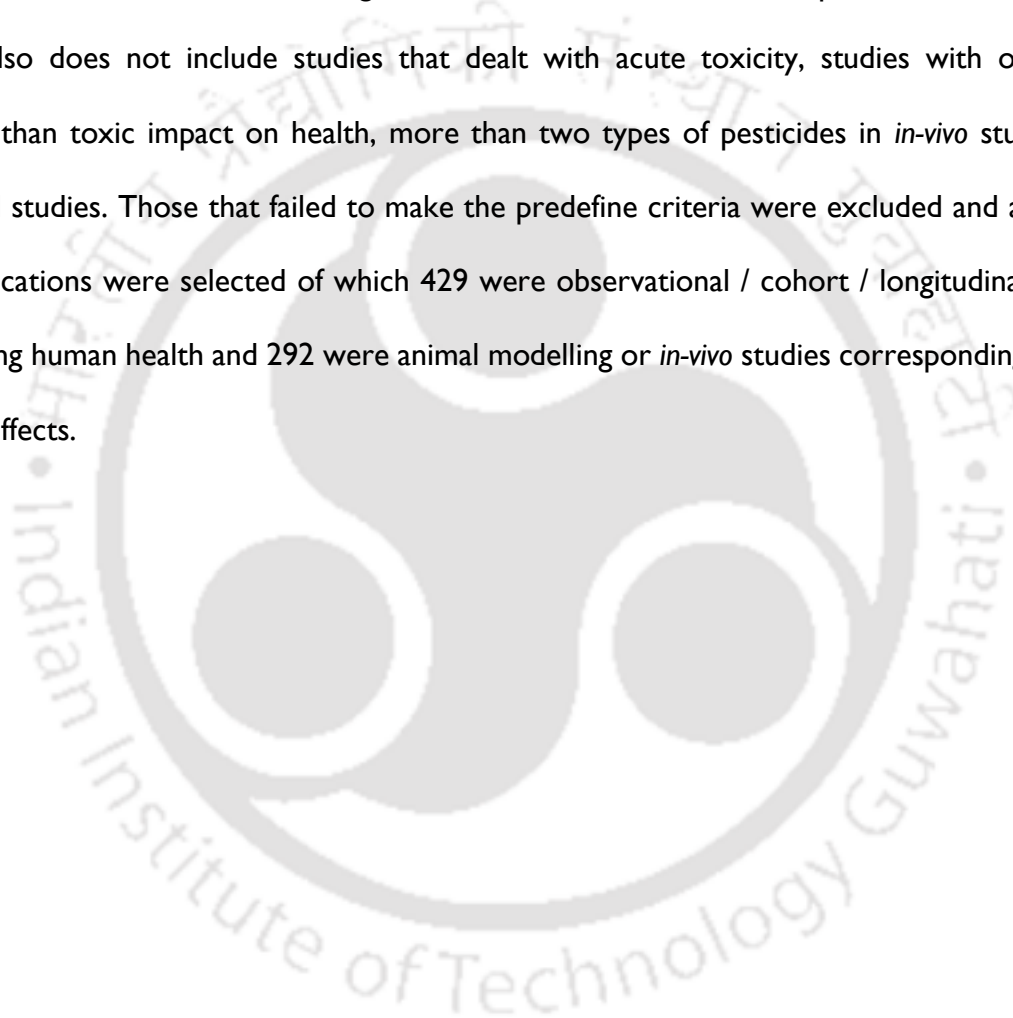 lso does not include studies that dealt with acute toxicity, studies with o
than toxic impact on health, more than two types of pesticides in in-vivo stu
studies. Those that failed to make the predefine criteria were excluded and a
ications were selected of which 429 were observational / cohort / longitudina
ng human health and 292 were animal modelling or in-vivo studies corresponding
ffects.
Indian Institute of Technology Guwahati